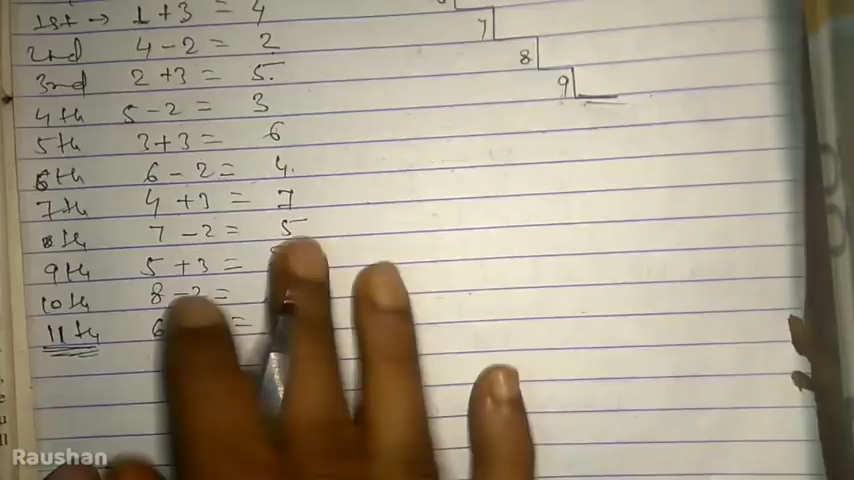 1st → 1+3 = 4
2nd 4-2 = 2
3rd 2+3 = 5.
4th 5-2 = 3
5th 3+3 = 6
6th 6-2 = 4.
7th 4+3 = 7
8th 7-2 = 5
9th 5+3 =
10th 8-2 =
11th 6 =
7
8
9
Raushan